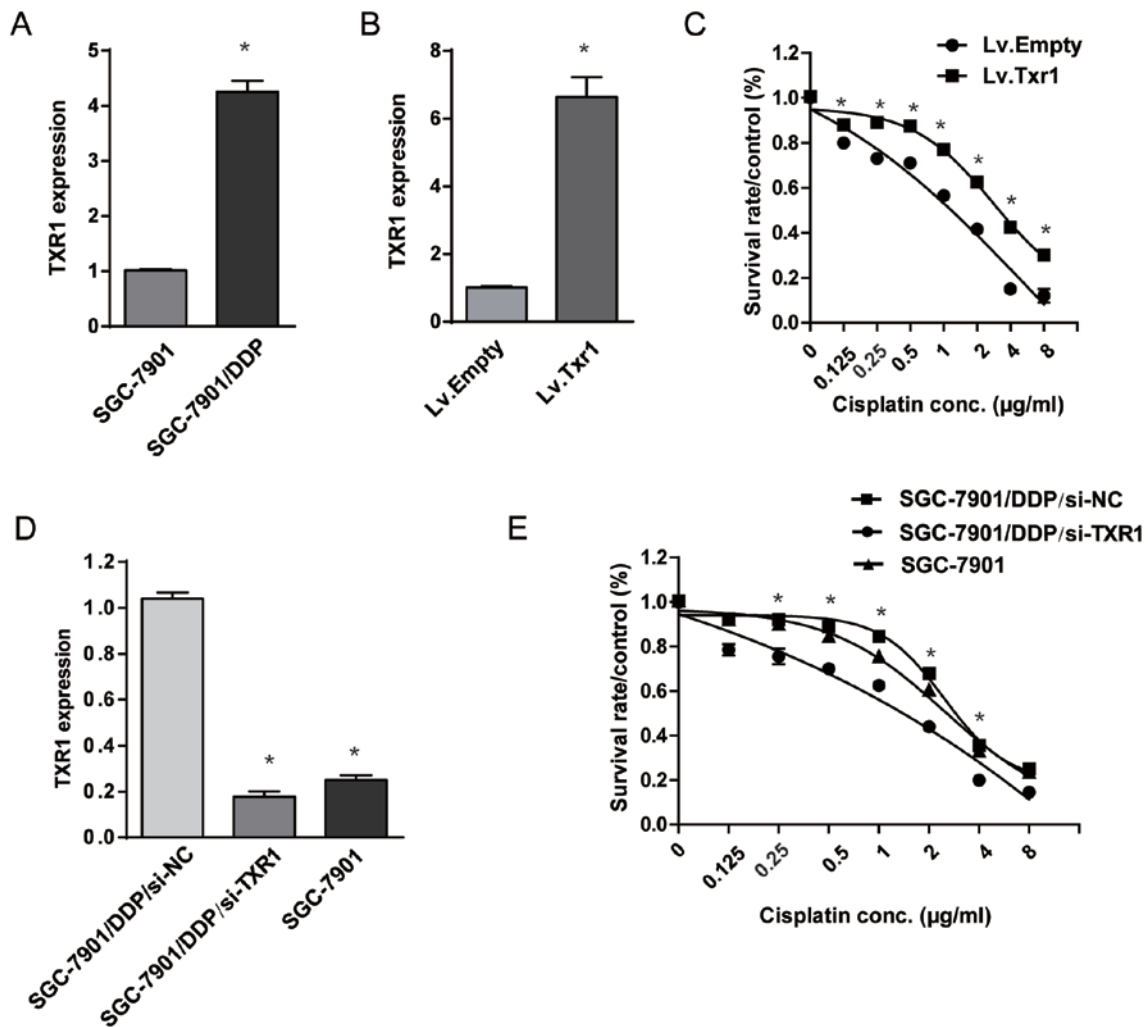 A
TXR1 expression
5
4
3
2
1
0
*
SGC-7901
SGC-7901/DDP
B
TXR1 expression
8
6
4
2
0
*
Lv.Empty
Lv.Txr1
C
Lv.Empty
Lv.Txr1
Survival rate/control (%)
1.2
1.0
0.8
0.6
0.4
0.2
0.0
* * * * * * *
0 0.125 0.25 0.5 1 2 4 8
Cisplatin conc. (µg/ml)
D
TXR1 expression
1.2
1.0
0.8
0.6
0.4
0.2
0.0
* *
SGC-7901/DDP/si-NC
SGC-7901/DDP/si-TXR1
SGC-7901
E
SGC-7901/DDP/si-NC
SGC-7901/DDP/si-TXR1
SGC-7901
Survival rate/control (%)
1.2
1.0
0.8
0.6
0.4
0.2
0.0
* * * * *
0 0.125 0.25 0.5 1 2 4 8
Cisplatin conc. (µg/ml)